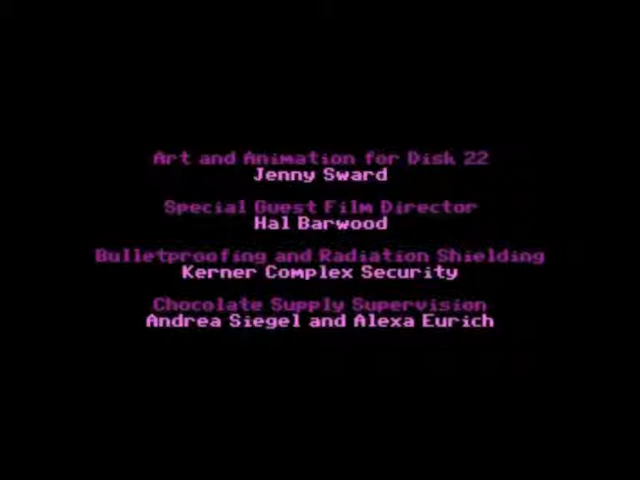 Art and Animation for Disk 22
Jenny Sward
Special Guest Film Director
Hal Barwood
Bulletproofing and Radiation Shielding
Kerner Complex Security
Chocolate Supply Supervision
Andrea Siegel and Alexa Eurich